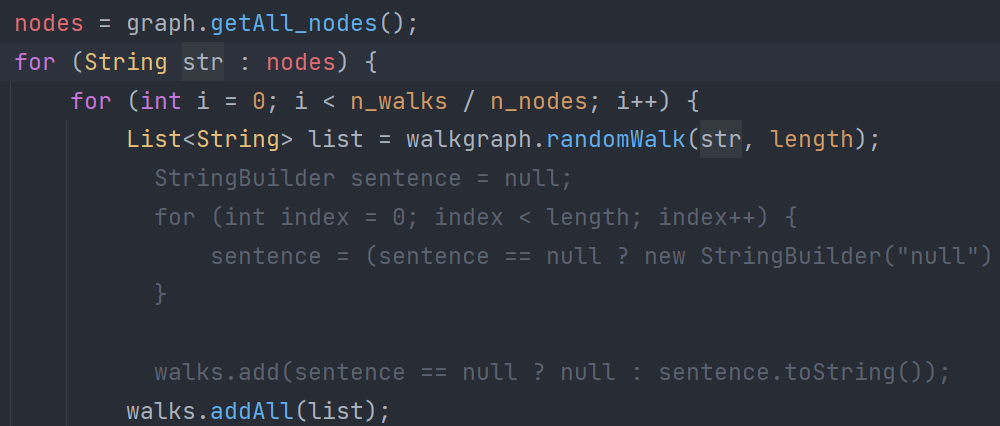 nodes = graph.getAll_nodes();
for (String str : nodes) {
for (int i = 0; i < n_walks / n_nodes; i++) {
List<String> list = walkgraph.randomWalk(str, length);
StringBuilder sentence = null;
for (int index = 0; index < length; index++) {
sentence = (sentence == null ? new StringBuilder("null")
}
walks.add(sentence == null ? null : sentence.toString());
walks.addAll(list);